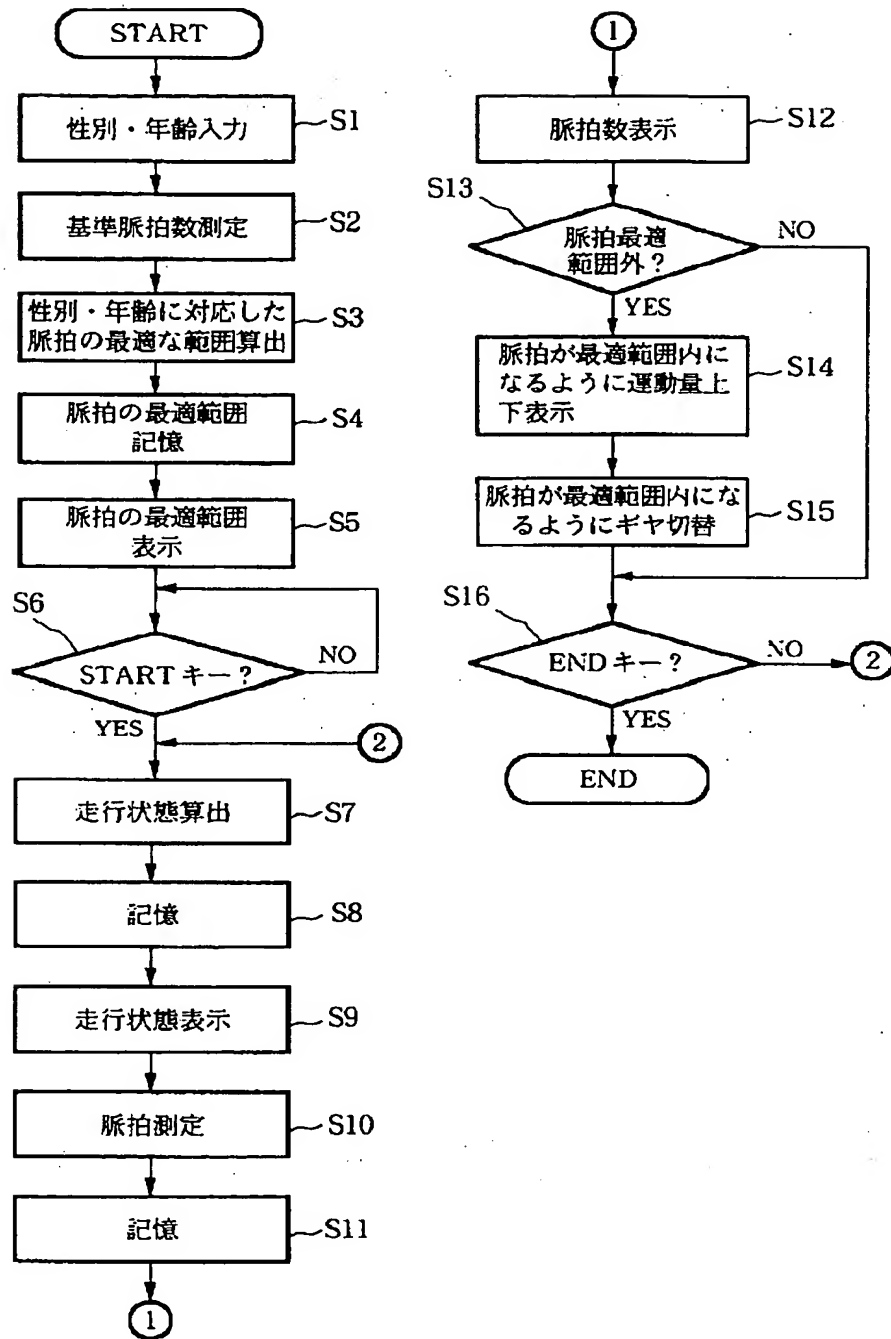 START
性別・年齢入力
S1
基準脈拍数測定
S2
性別・年齢に対応した
脈拍の最適な範囲算出
S3
脈拍の最適範囲
記憶
S4
脈拍の最適範囲
表示
S5
S6
STARTキー？
NO
YES
2
走行状態算出
S7
記憶
S8
走行状態表示
S9
脈拍測定
S10
記憶
S11
1
1
脈拍数表示
S12
S13
脈拍最適
範囲外？
NO
YES
脈拍が最適範囲内に
なるように運動量上
下表示
S14
脈拍が最適範囲内にな
るようにギヤ切替
S15
S16
ENDキー？
NO
2
YES
END